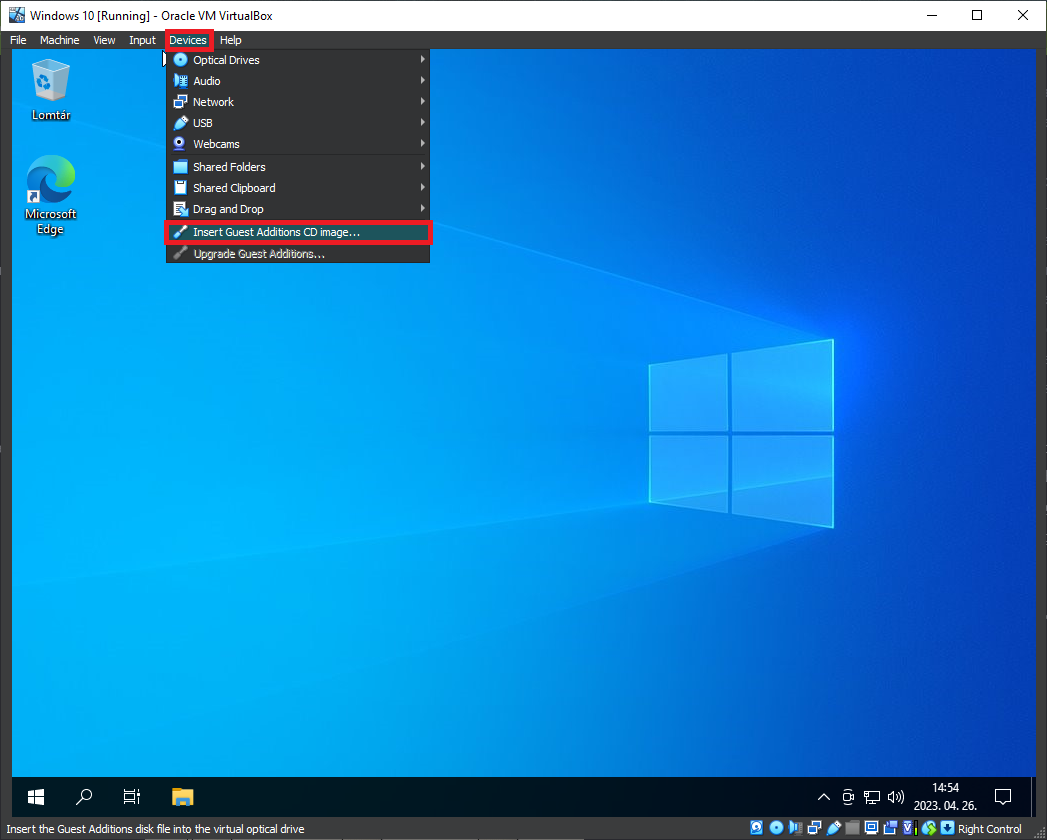 Windows 10 [Running] - Oracle VM VirtualBox
File Machine View Input Devices Help
Optical Drives
Audio
Network
USB
Webcams
Shared Folders
Shared Clipboard
Drag and Drop
Insert Guest Additions CD image...
Upgrade Guest Additions...
Lomtár
Microsoft
Edge
14:54
2023. 04. 26.
Insert the Guest Additions disk file into the virtual optical drive
Right Control